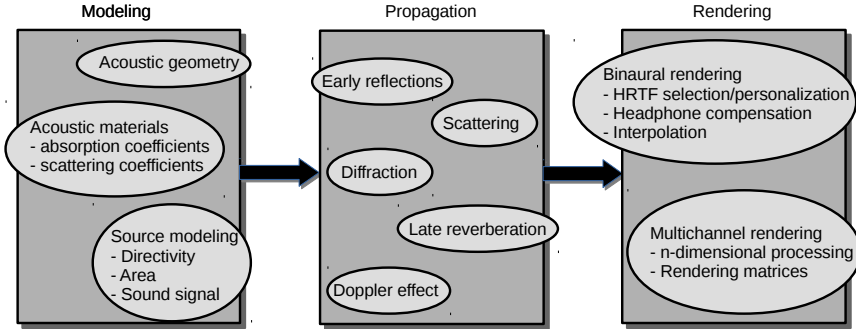 Modeling
Acoustic geometry
Acoustic materials
- absorption coefficients
- scattering coefficients
Source modeling
- Directivity
- Area
- Sound signal
Propagation
Early reflections
Scattering
Diffraction
Late reverberation
Doppler effect
Rendering
Binaural rendering
- HRTF selection/personalization
- Headphone compensation
- Interpolation
Multichannel rendering
- n-dimensional processing
- Rendering matrices